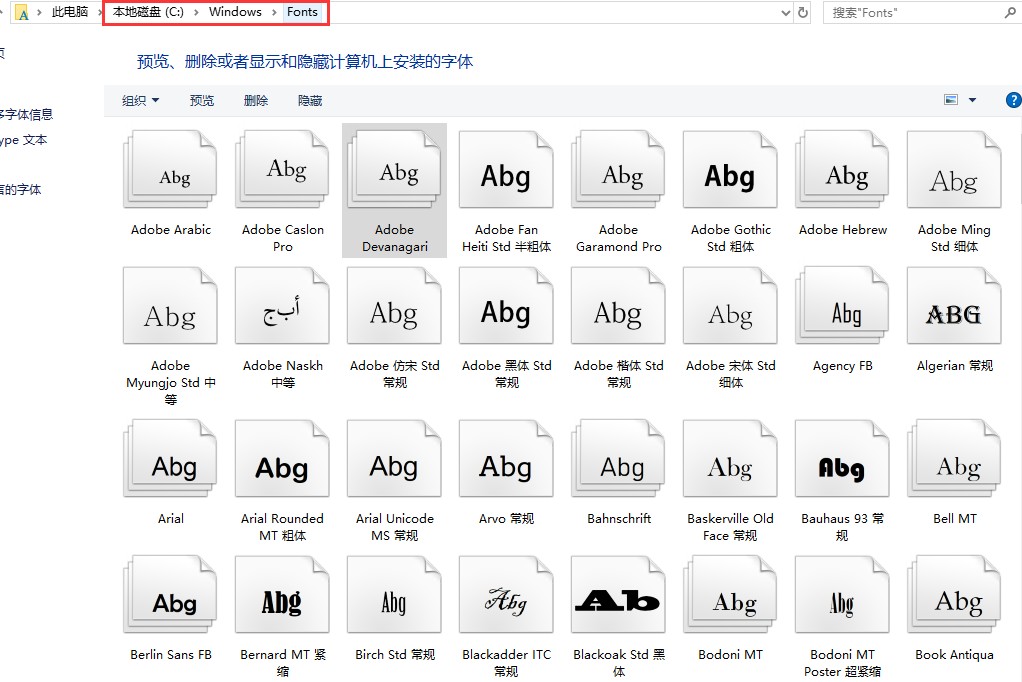 此电脑 本地磁盘 (C:) Windows Fonts 搜索"Fonts"
页
预览、删除或者显示和隐藏计算机上安装的字体
组织 预览 删除 隐藏
多字体信息
ype 文本
言的字体
Abg Abg Abg Abg Abg Abg Abg Abg
Adobe Arabic Adobe Caslon Adobe Adobe Fan Adobe Adobe Gothic Adobe Hebrew Adobe Ming
Pro Devanagari Heiti Std 半粗体 Garamond Pro Std 粗体 Std 细体
Abg أب‌ج Abg Abg Abg Abg Abg ABG
Adobe Adobe Naskh Adobe 仿宋 Std Adobe 黑体 Std Adobe 楷体 Std Adobe 宋体 Std Agency FB Algerian 常规
Myungjo Std 中 中等 常规 常规 常规 细体
等
Abg Abg Abg Abg Abg Abg Abg Abg
Arial Arial Rounded Arial Unicode Arvo 常规 Bahnschrift Baskerville Old Bauhaus 93 常 Bell MT
MT 粗体 MS 常规 Face 常规 规
Abg Abg Abg Abg Ab Abg Abg Abg
Berlin Sans FB Bernard MT 紧 Birch Std 常规 Blackadder ITC Blackoak Std 黑 Bodoni MT Bodoni MT Book Antiqua
缩 常规 体 Poster 超紧缩